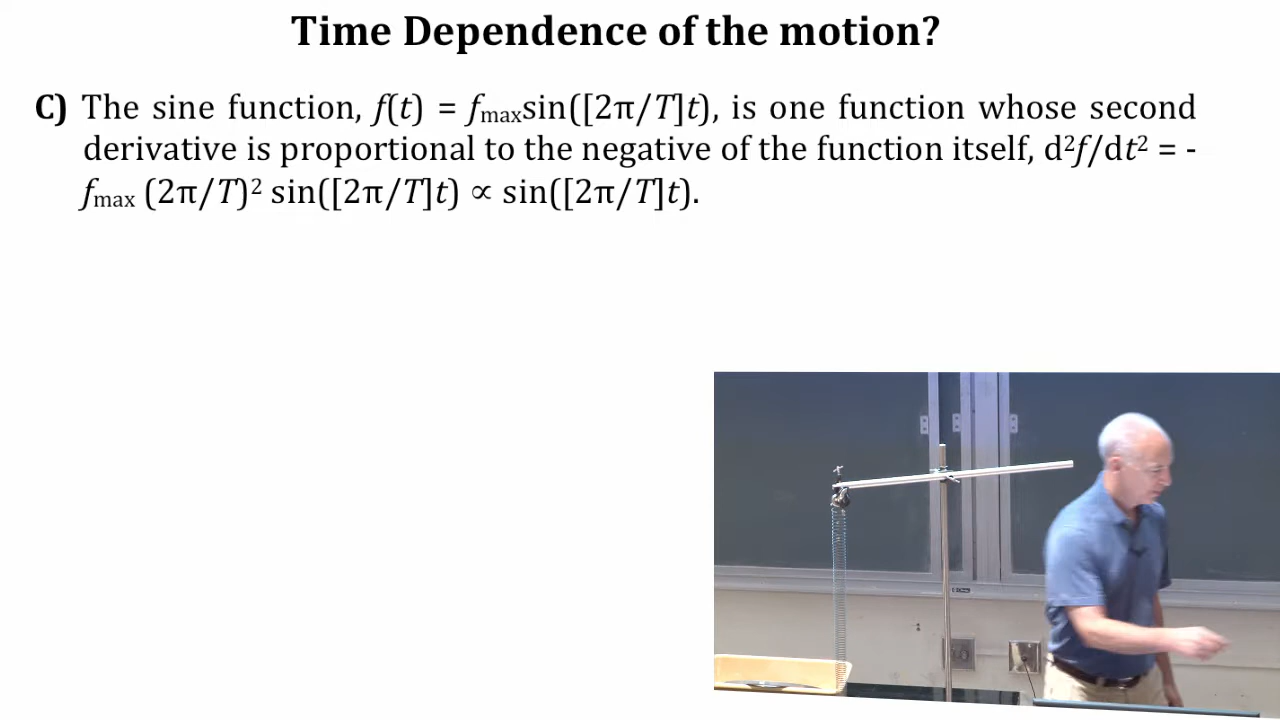 Time Dependence of the motion?
C) The sine function, f(t) = fmaxsin([2π/T]t), is one function whose second
derivative is proportional to the negative of the function itself, d²f/dt² = -
fmax (2π/T)² sin([2π/T]t) ∝ sin([2π/T]t).